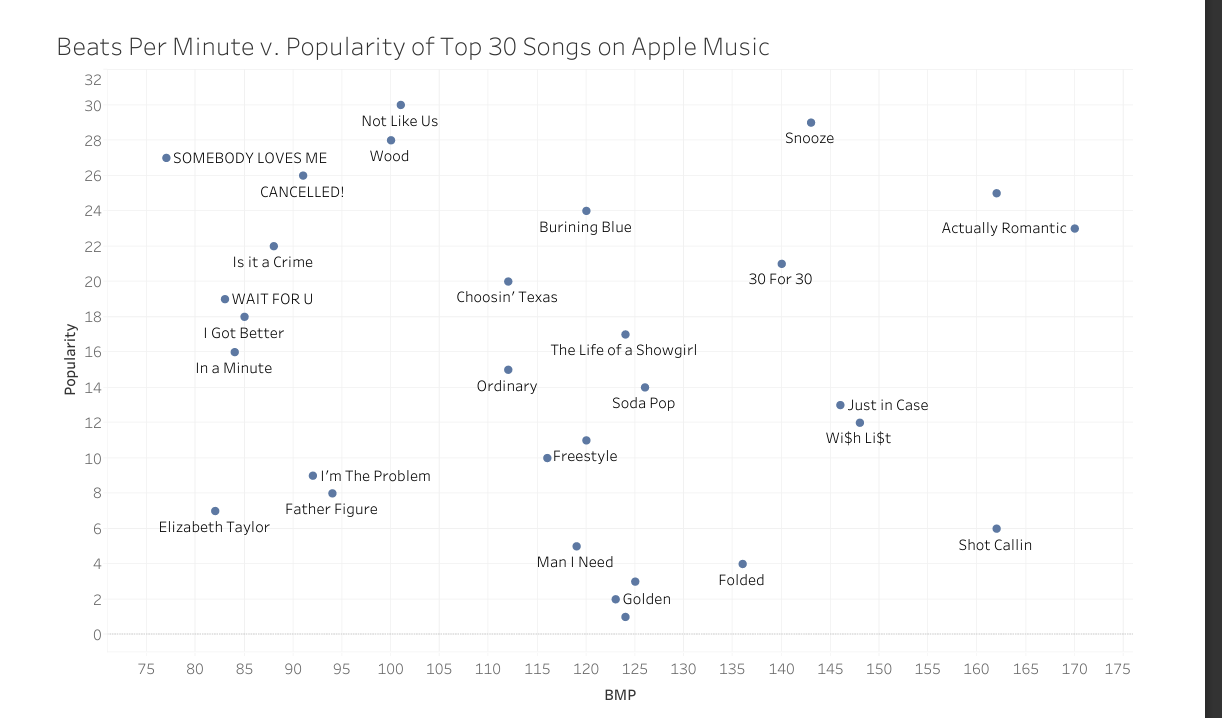 Beats Per Minute v. Popularity of Top 30 Songs on Apple Music
32
30
Not Like Us
28
Snooze
Wood
SOMEBODY LOVES ME
26
CANCELLED!
24
Burining Blue
Actually Romantic
22
Is it a Crime
20
30 For 30
Choosin' Texas
WAIT FOR U
18
I Got Better
The Life of a Showgirl
16
In a Minute
Popularity
Ordinary
14
Soda Pop
Just in Case
12
Wi$h Li$t
10
Freestyle
I'm The Problem
8
Father Figure
Elizabeth Taylor
6
Shot Callin
Man I Need
4
Folded
2
Golden
0
75 80 85 90 95 100 105 110 115 120 125 130 135 140 145 150 155 160 165 170 175
BMP